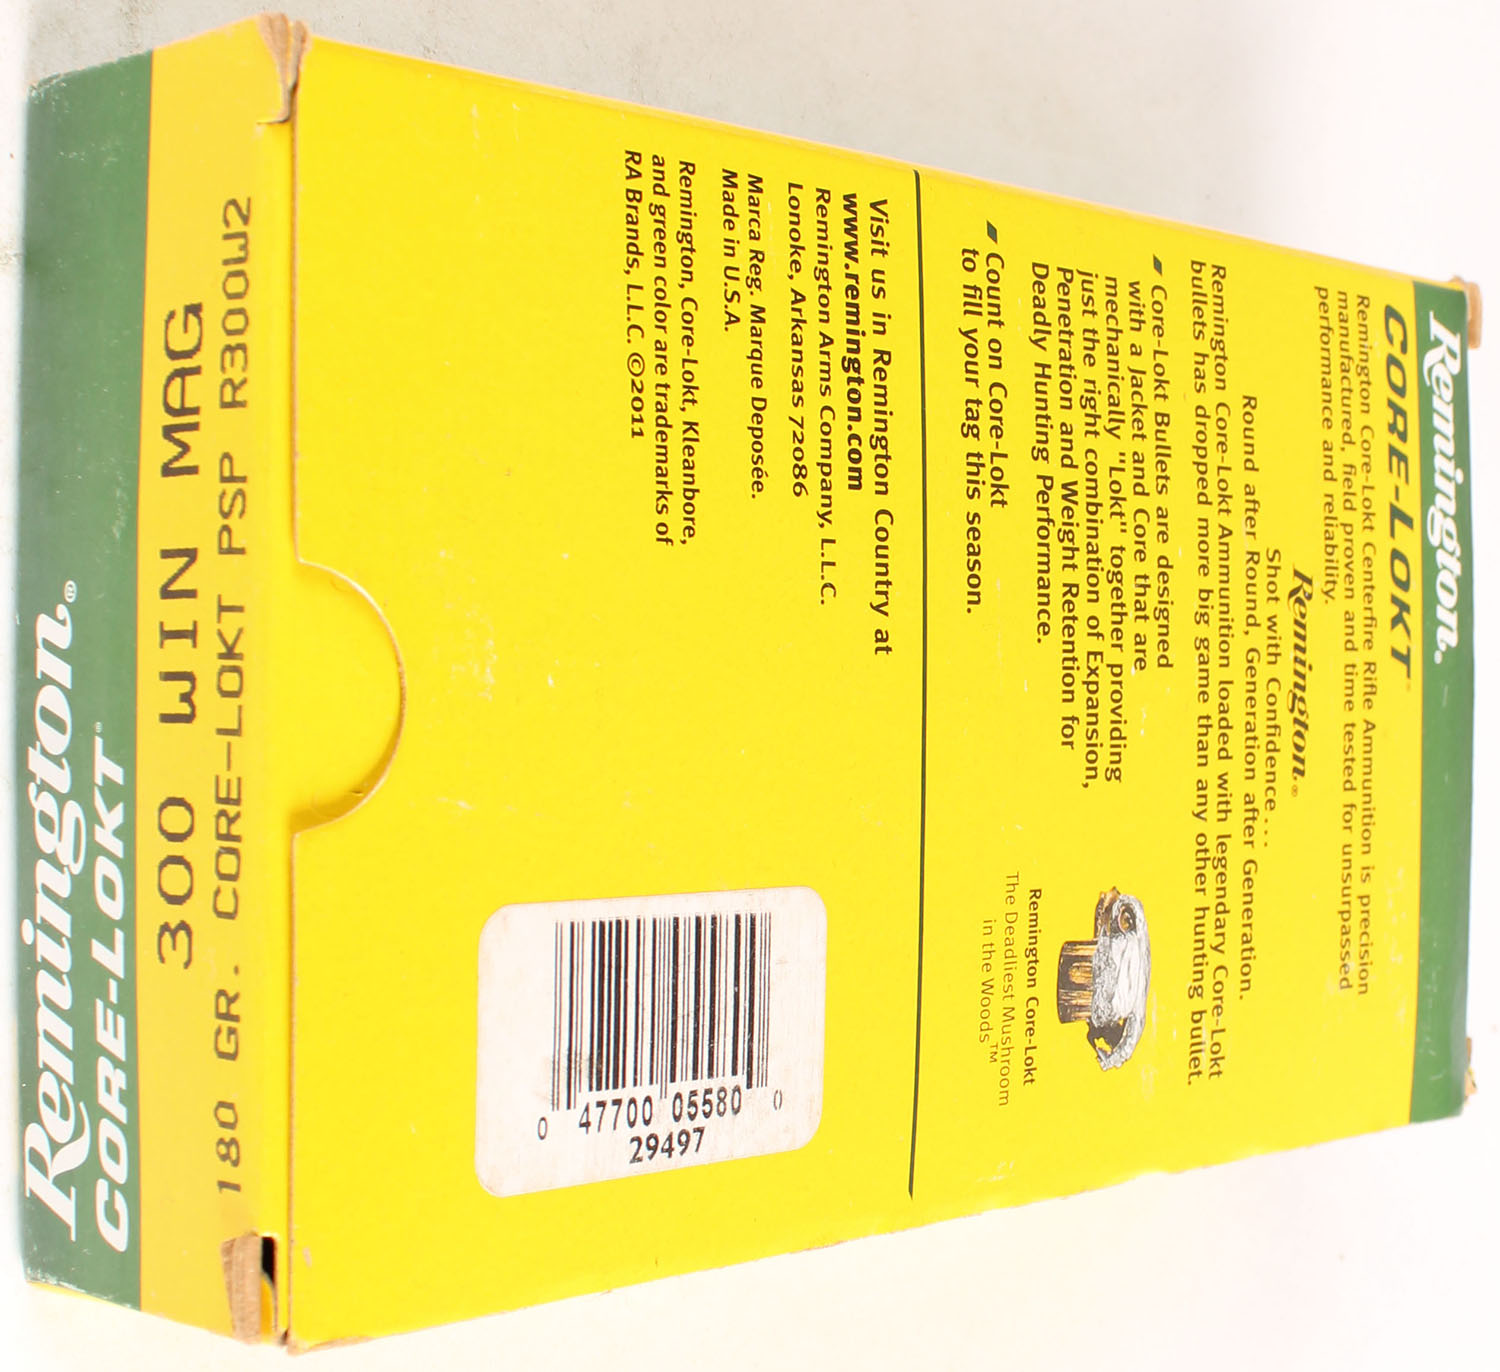 Remington.
CORE-LOKT™
Remington Core-Lokt Centerfire Rifle Ammunition is precision
manufactured, field proven and time tested for unsurpassed
performance and reliability.
Remington.®
Shot with Confidence...
Round after Round, Generation after Generation.
Remington Core-Lokt Ammunition loaded with legendary Core-Lokt
bullets has dropped more big game than any other hunting bullet.
Core-Lokt Bullets are designed
with a Jacket and Core that are
mechanically "Lokt" together providing
just the right combination of Expansion,
Penetration and Weight Retention for
Deadly Hunting Performance.
Count on Core-Lokt
to fill your tag this season.
Remington Core-Lokt
The Deadliest Mushroom
in the Woods™
Visit us in Remington Country at
www.remington.com
Remington Arms Company, L.L.C.
Lonoke, Arkansas 72086
Marca Reg. Marque Deposée.
Made in U.S.A.
Remington, Core-Lokt, Kleanbore,
and green color are trademarks of
RA Brands, L.L.C. ©2011
0 47700 05580 0
29497
300 WIN MAG
180 GR. CORE-LOKT PSP R300W2
Remington®
CORE-LOKT